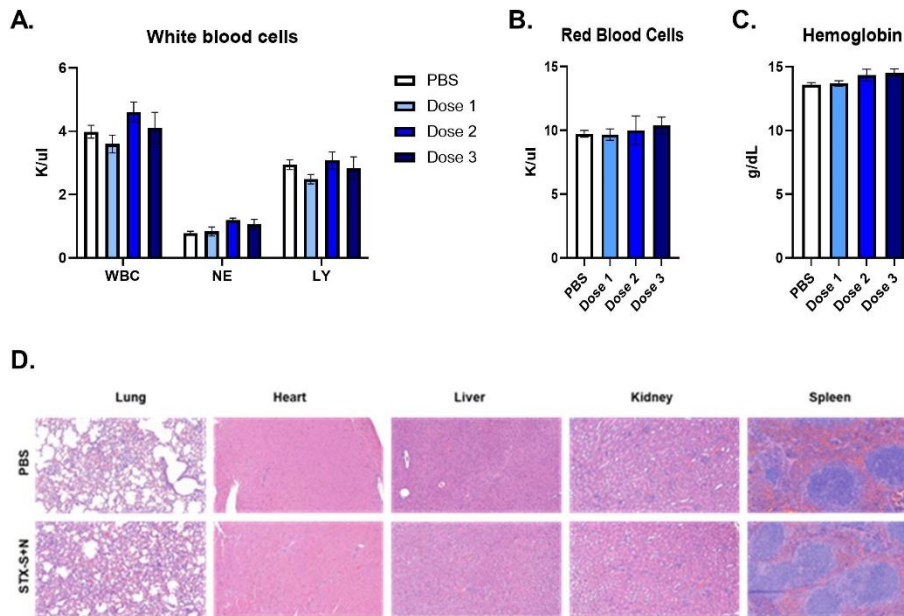 A.
White blood cells
6
4
2
0
K/ul
WBC
NE
LY
PBS
Dose 1
Dose 2
Dose 3
B.
Red Blood Cells
15
10
5
0
K/ul
PBS
Dose 1
Dose 2
Dose 3
C.
Hemoglobin
15
10
5
0
g/dL
PBS
Dose 1
Dose 2
Dose 3
D.
Lung
Heart
Liver
Kidney
Spleen
PBS
STX-S+N